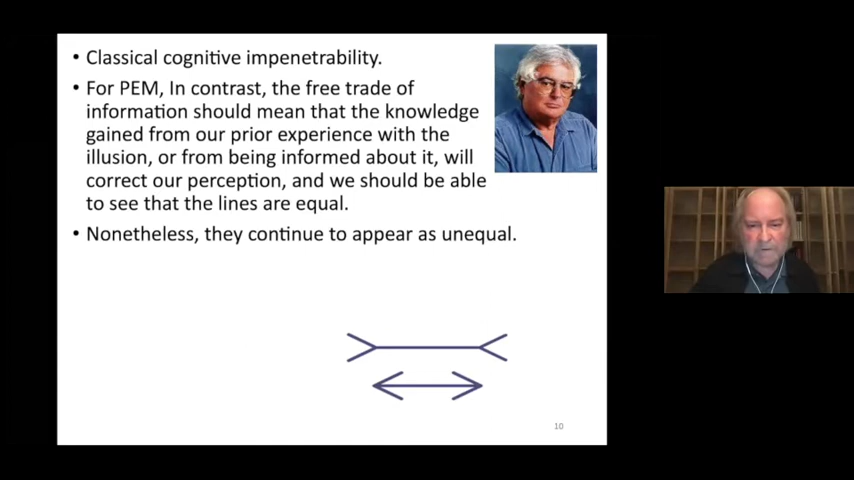 • Classical cognitive impenetrability.
• For PEM, In contrast, the free trade of
information should mean that the knowledge
gained from our prior experience with the
illusion, or from being informed about it, will
correct our perception, and we should be able
to see that the lines are equal.
• Nonetheless, they continue to appear as unequal.
10